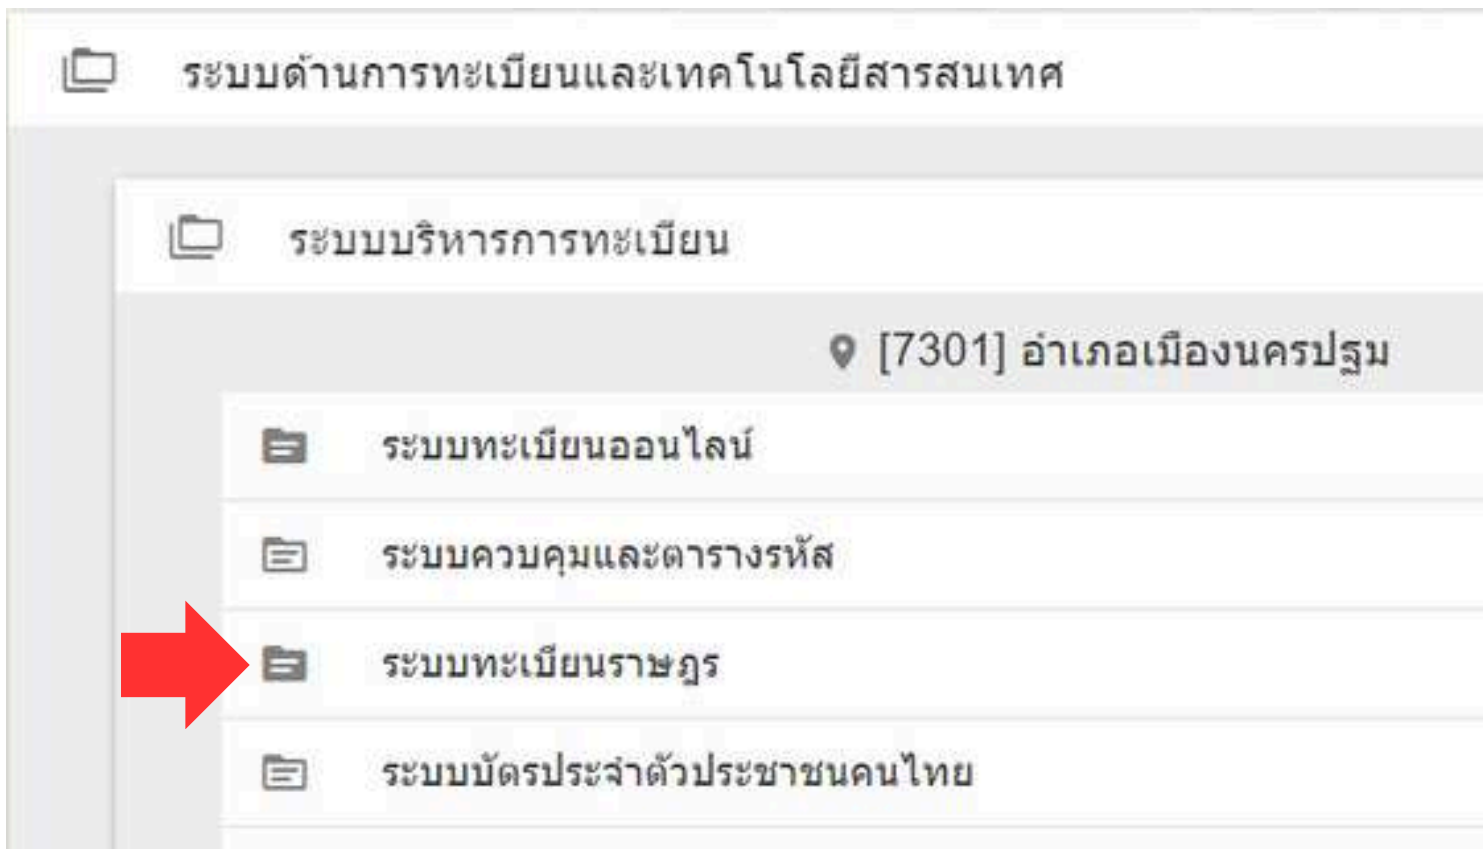 ระบบด้านการทะเบียนและเทคโนโลยีสารสนเทศ
ระบบบริหารการทะเบียน
[7301] อำเภอเมืองนครปฐม
ระบบทะเบียนออนไลน์
ระบบควบคุมและตารางรหัส
ระบบทะเบียนราษฎร
ระบบบัตรประจำตัวประชาชนคนไทย